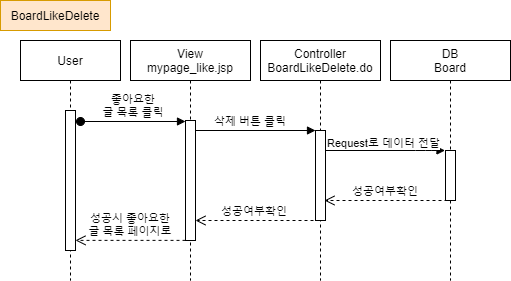 BoardLikeDelete
User
View
mypage_like.jsp
Controller
BoardLikeDelete.do
DB
Board
좋아요한
글 목록 클릭
삭제 버튼 클릭
Request로 데이터 전달
성공여부확인
성공여부확인
성공시 좋아요한
글 목록 페이지로